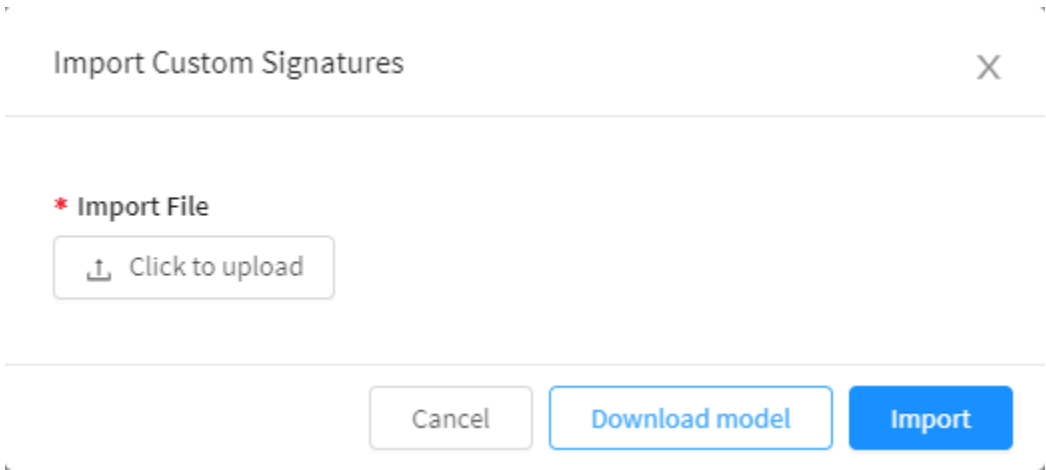 Import Custom Signatures
X
* Import File
Click to upload
Cancel
Download model
Import